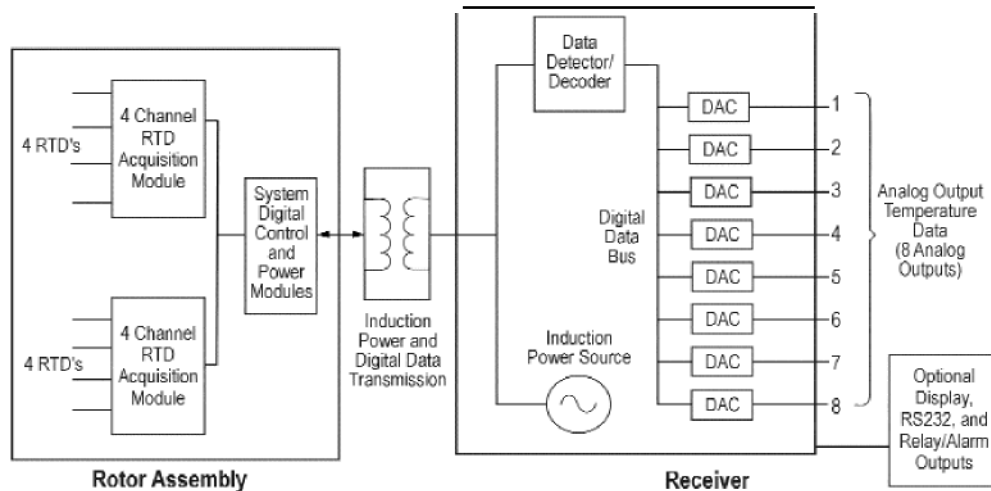 4 RTD's
4 Channel
RTD
Acquisition
Module
4 RTD's
4 Channel
RTD
Acquisition
Module
System
Digital
Control
and
Power
Modules
Rotor Assembly
Induction
Power and
Digital Data
Transmission
Data
Detector/
Decoder
Digital
Data
Bus
Induction
Power Source
DAC
1
DAC
2
DAC
3
DAC
4
DAC
5
DAC
6
DAC
7
DAC
8
Receiver
Analog Output
Temperature
Data
(8 Analog
Outputs)
Optional
Display,
RS232, and
Relay/Alarm
Outputs